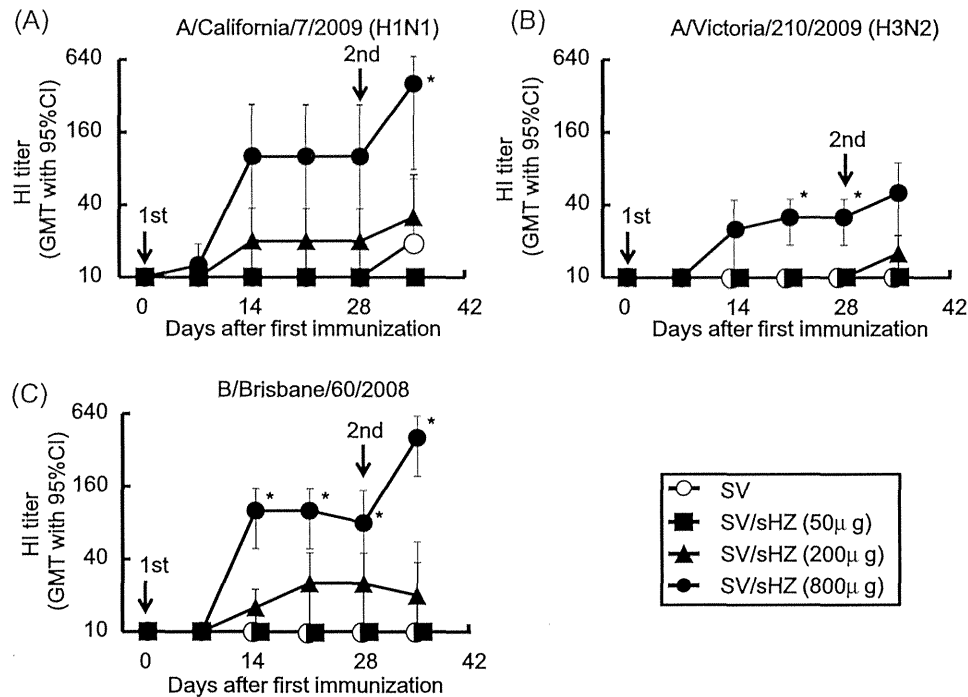 (A)
A/California/7/2009 (H1N1)
HI titer
(GMT with 95%CI)
640
160
40
10
1st
2nd
*
0
14
28
42
Days after first immunization
(B)
A/Victoria/210/2009 (H3N2)
HI titer
(GMT with 95%CI)
640
160
40
10
1st
2nd
*
*
0
14
28
42
Days after first immunization
(C)
B/Brisbane/60/2008
HI titer
(GMT with 95%CI)
640
160
40
10
1st
2nd
*
*
*
*
0
14
28
42
Days after first immunization
SV
SV/sHZ (50μ g)
SV/sHZ (200μ g)
SV/sHZ (800μ g)